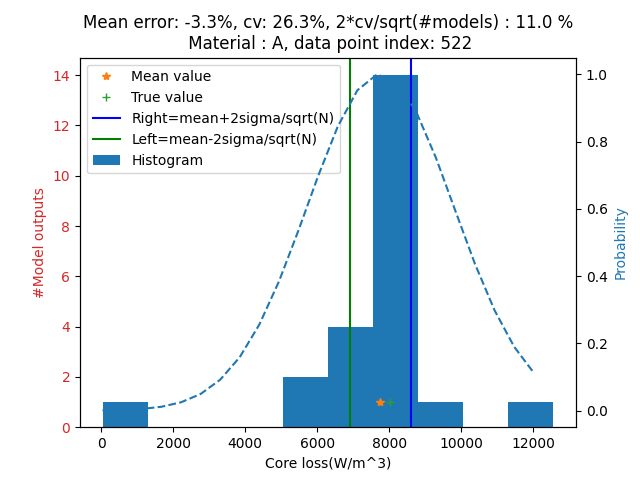 Mean error: -3.3%, cv: 26.3%, 2*cv/sqrt(#models) : 11.0 %
Material : A, data point index: 522
Mean value
True value
Right=mean+2sigma/sqrt(N)
Left=mean-2sigma/sqrt(N)
Histogram
#Model outputs
14
12
10
8
6
4
2
0
1.0
0.8
0.6
0.4
0.2
0.0
Probability
0 2000 4000 6000 8000 10000 12000
Core loss(W/m^3)